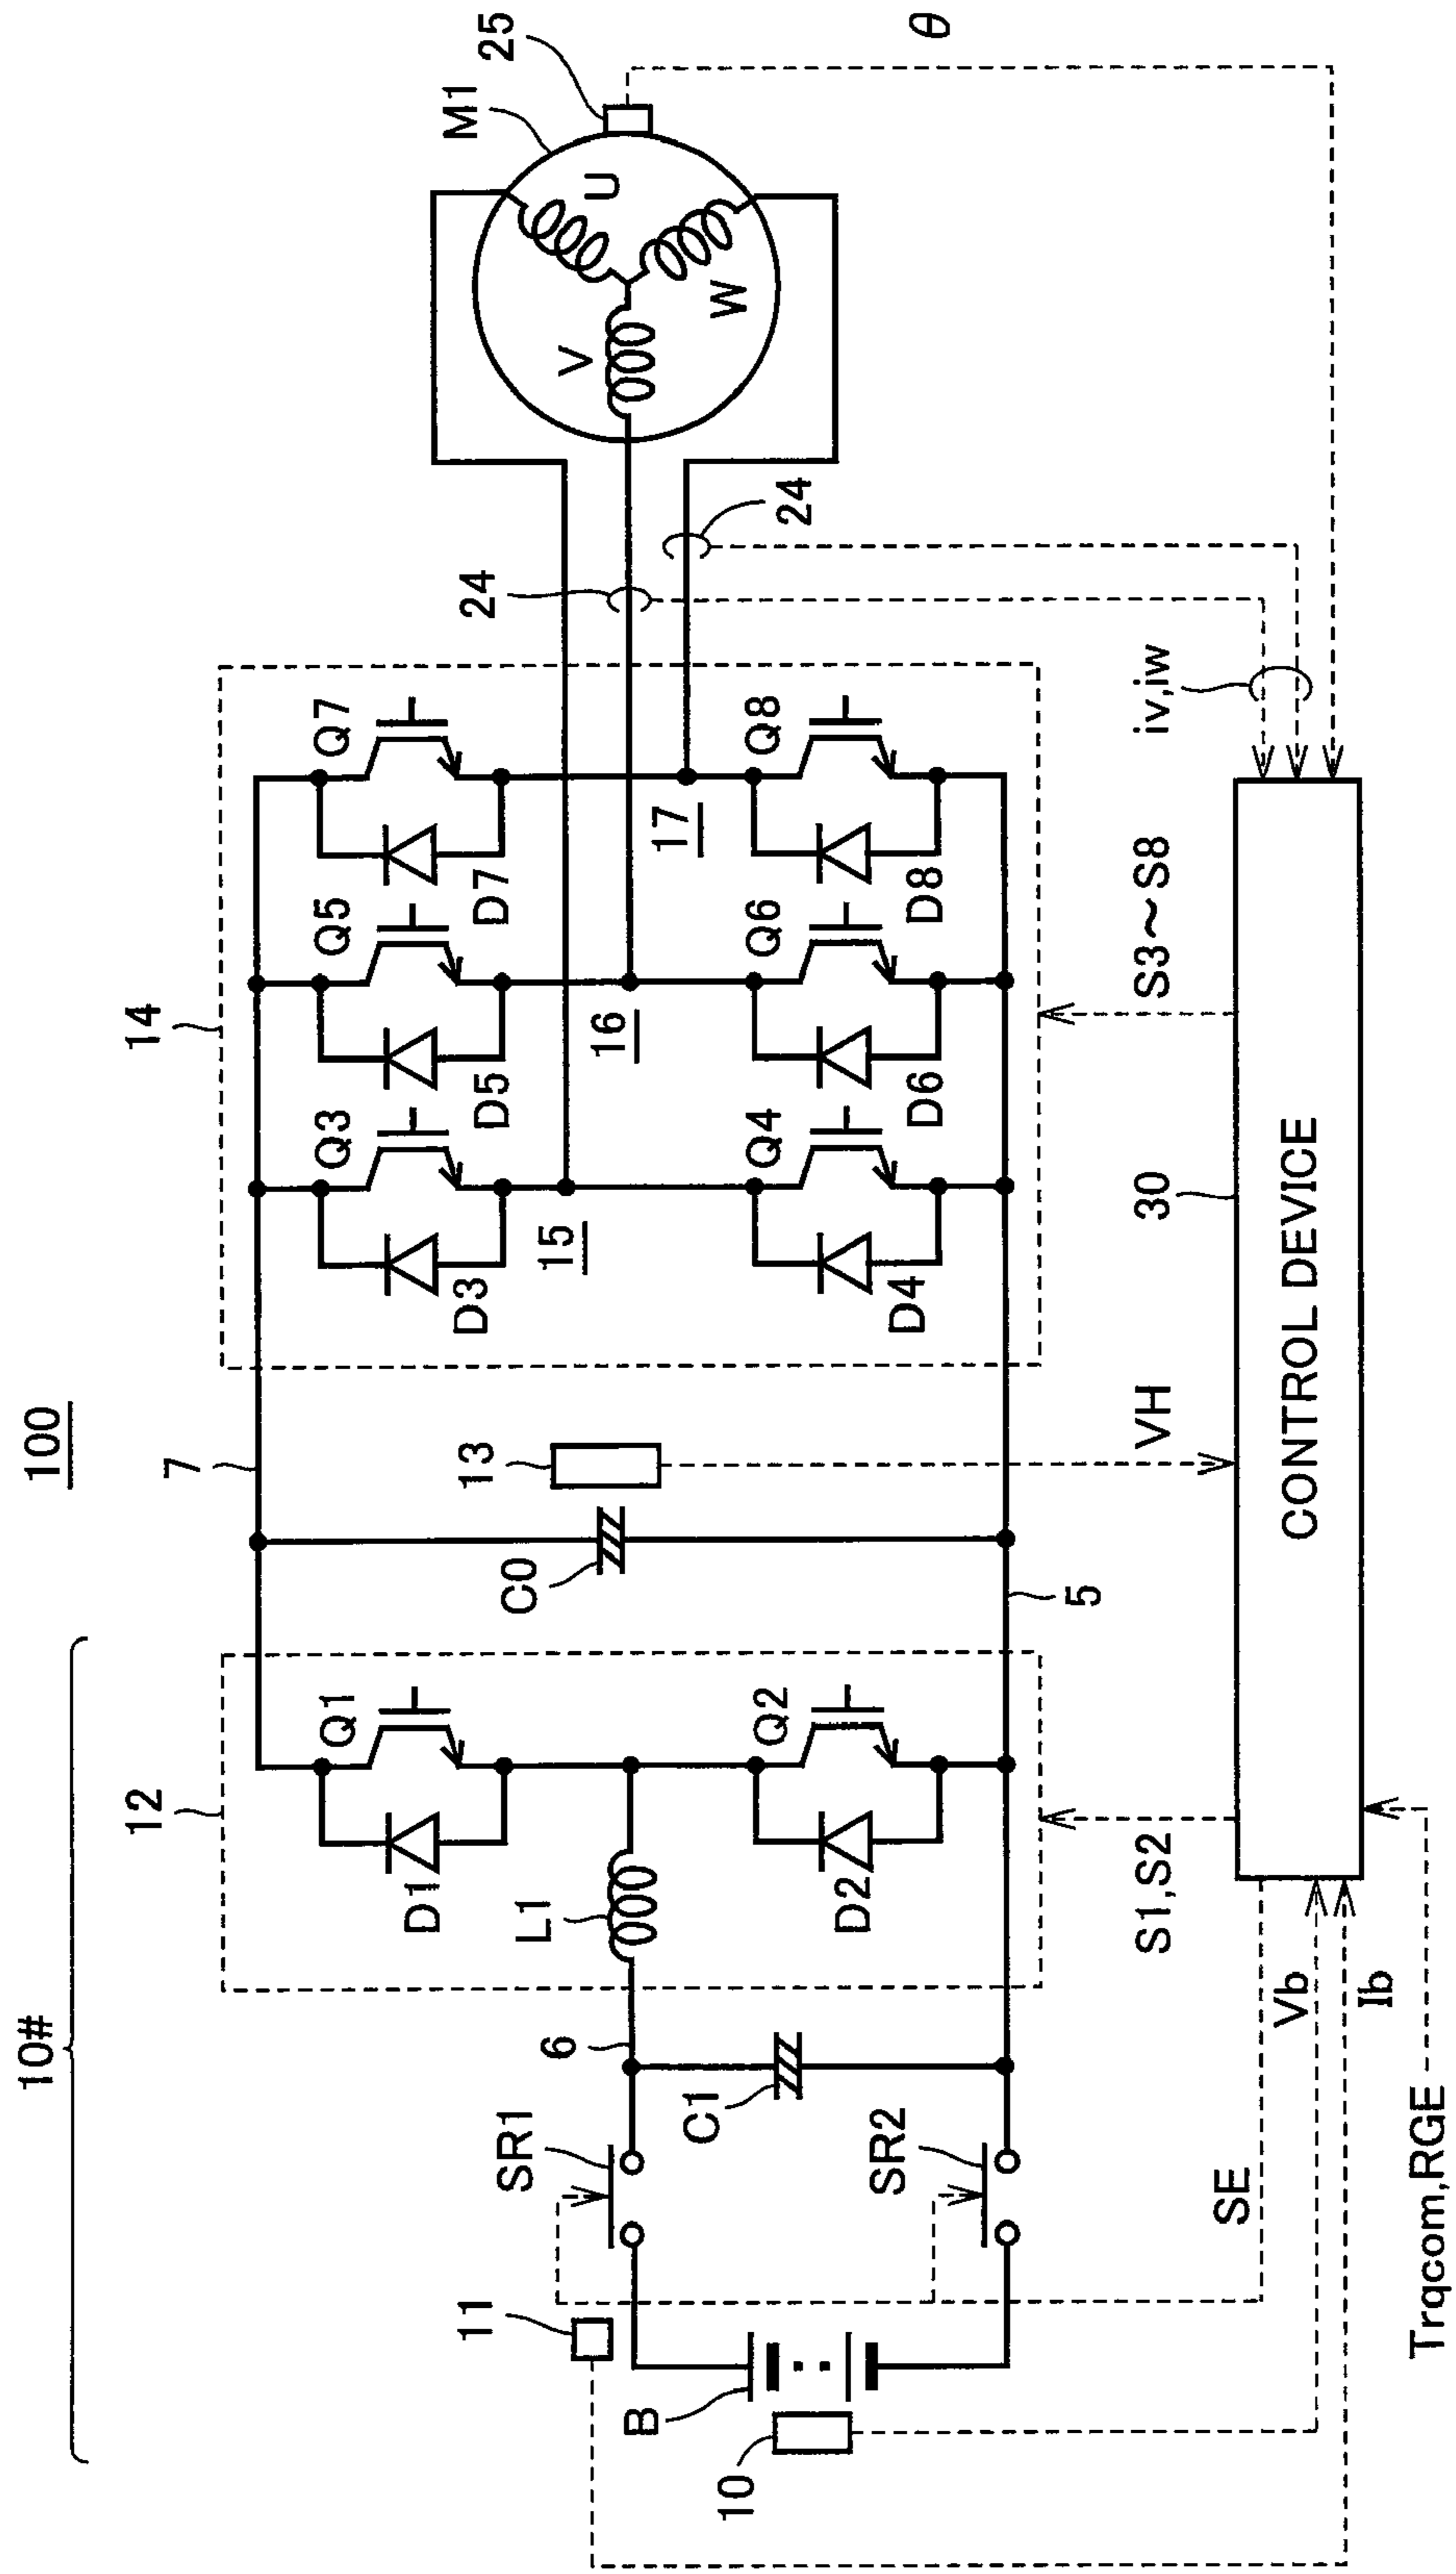 100
10#
12
14
7
Q1
D1
Q2
D2
L1
6
C1
SR1
SR2
11
B
10
C0
13
5
Q3
D3
Q5
D5
Q7
D7
15
16
17
Q4
D4
Q6
D6
Q8
D8
24
24
M1
25
U
V
W
θ
iv,iw
S3～S8
VH
S1,S2
30
CONTROL DEVICE
SE
Vb
Ib
Trqcom,RGE